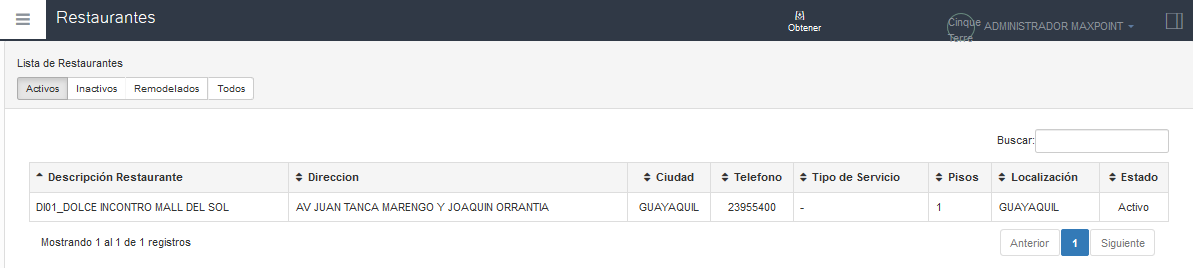 Restaurantes
Obtener
Cinque Terre
ADMINISTRADOR MAXPOINT
Lista de Restaurantes
Activos Inactivos Remodelados Todos
Buscar:
Descripción Restaurante Direccion Ciudad Telefono Tipo de Servicio Pisos Localización Estado
DI01_DOLCE INCONTRO MALL DEL SOL AV JUAN TANCA MARENGO Y JOAQUIN ORRANTIA GUAYAQUIL 23955400 - 1 GUAYAQUIL Activo
Mostrando 1 al 1 de 1 registros
Anterior 1 Siguiente